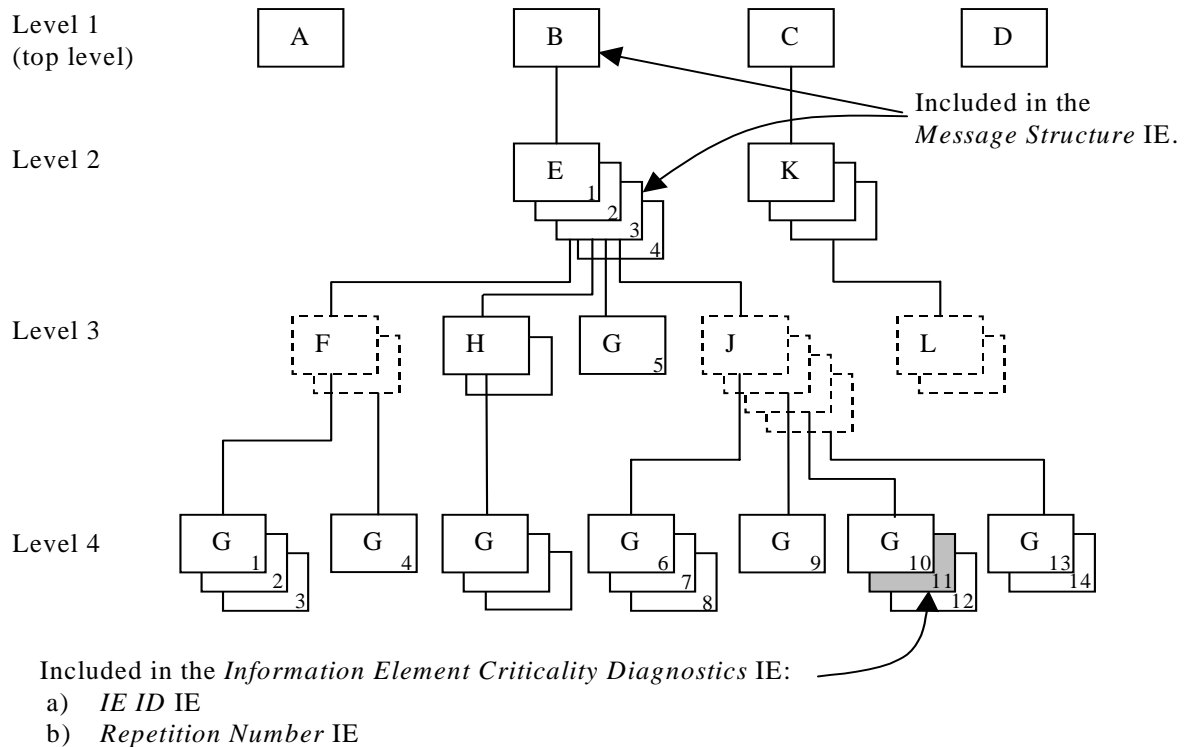 Level 1
(top level)
A
B
C
D
Included in the
Message Structure IE.
Level 2
E
1
2
3
4
K
Level 3
F
H
G
5
J
L
Level 4
G
1
2
3
G
4
G
G
6
7
8
G
9
G
10
11
12
G
13
14
Included in the Information Element Criticality Diagnostics IE:
a) IE ID IE
b) Repetition Number IE